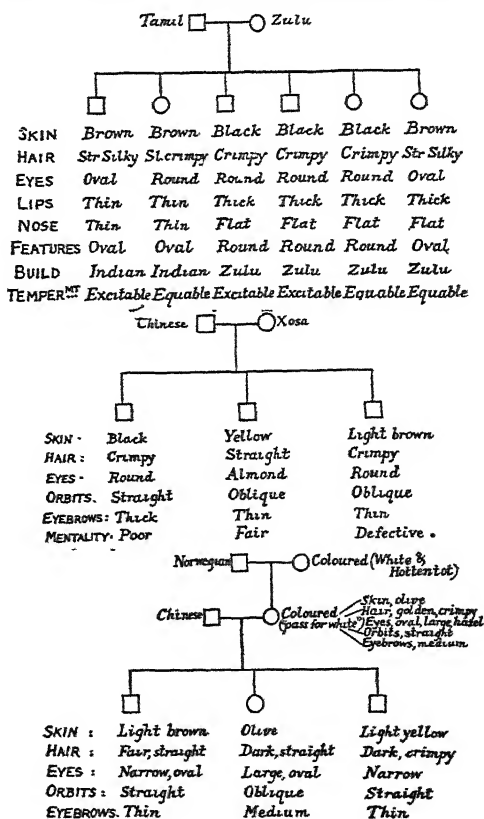 Tamil Zulu
SKIN Brown Brown Black Black Black Brown
HAIR Str Silky Sl.crimpy Crimpy Crimpy Crimpy Str Silky
EYES Oval Round Round Round Round Oval
LIPS Thin Thin Thick Thick Thick Thick
NOSE Thin Thin Flat Flat Flat Flat
FEATURES Oval Oval Round Round Round Oval
BUILD Indian Indian Zulu Zulu Zulu Zulu
TEMPERMT Excitable Equable Excitable Excitable Equable Equable
Chinese Xosa
SKIN - Black Yellow Light brown
HAIR : Crimpy Straight Crimpy
EYES - Round Almond Round
ORBITS. Straight Oblique Oblique
EYEBROWS: Thick Thin Thin
MENTALITY. Poor Fair Defective.
Norwegian Coloured (White & Hottentot)
Chinese Coloured ("pass for white")
Skin, olive
Hair, golden, crimpy
Eyes, oval, large hazel
Orbits, straight
Eyebrows, medium
SKIN : Light brown Olive Light yellow
HAIR : Fair, straight Dark, straight Dark, crimpy
EYES : Narrow, oval Large, oval Narrow
ORBITS: Straight Oblique Straight
EYEBROWS. Thin Medium Thin